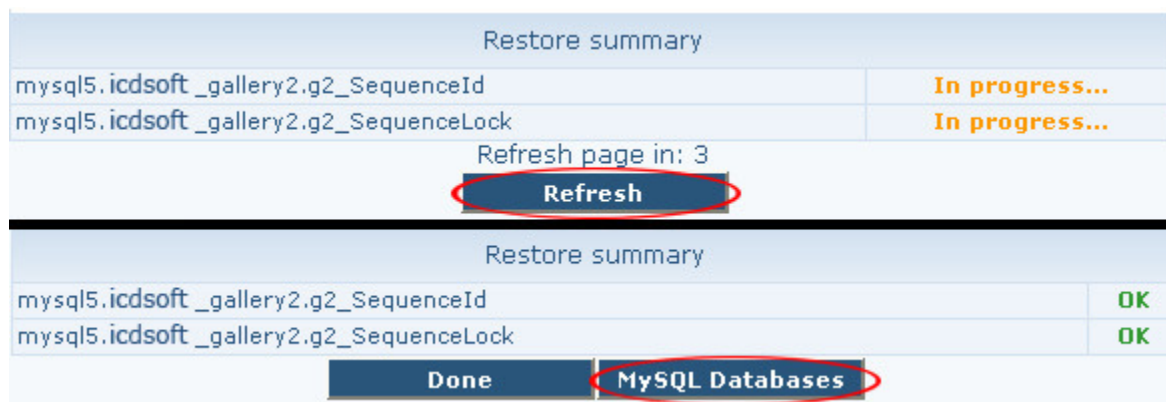 Restore summary
mysql5.icdsoft_gallery2.g2_SequenceId In progress...
mysql5.icdsoft_gallery2.g2_SequenceLock In progress...
Refresh page in: 3
Refresh
Restore summary
mysql5.icdsoft_gallery2.g2_SequenceId OK
mysql5.icdsoft_gallery2.g2_SequenceLock OK
Done MySQL Databases